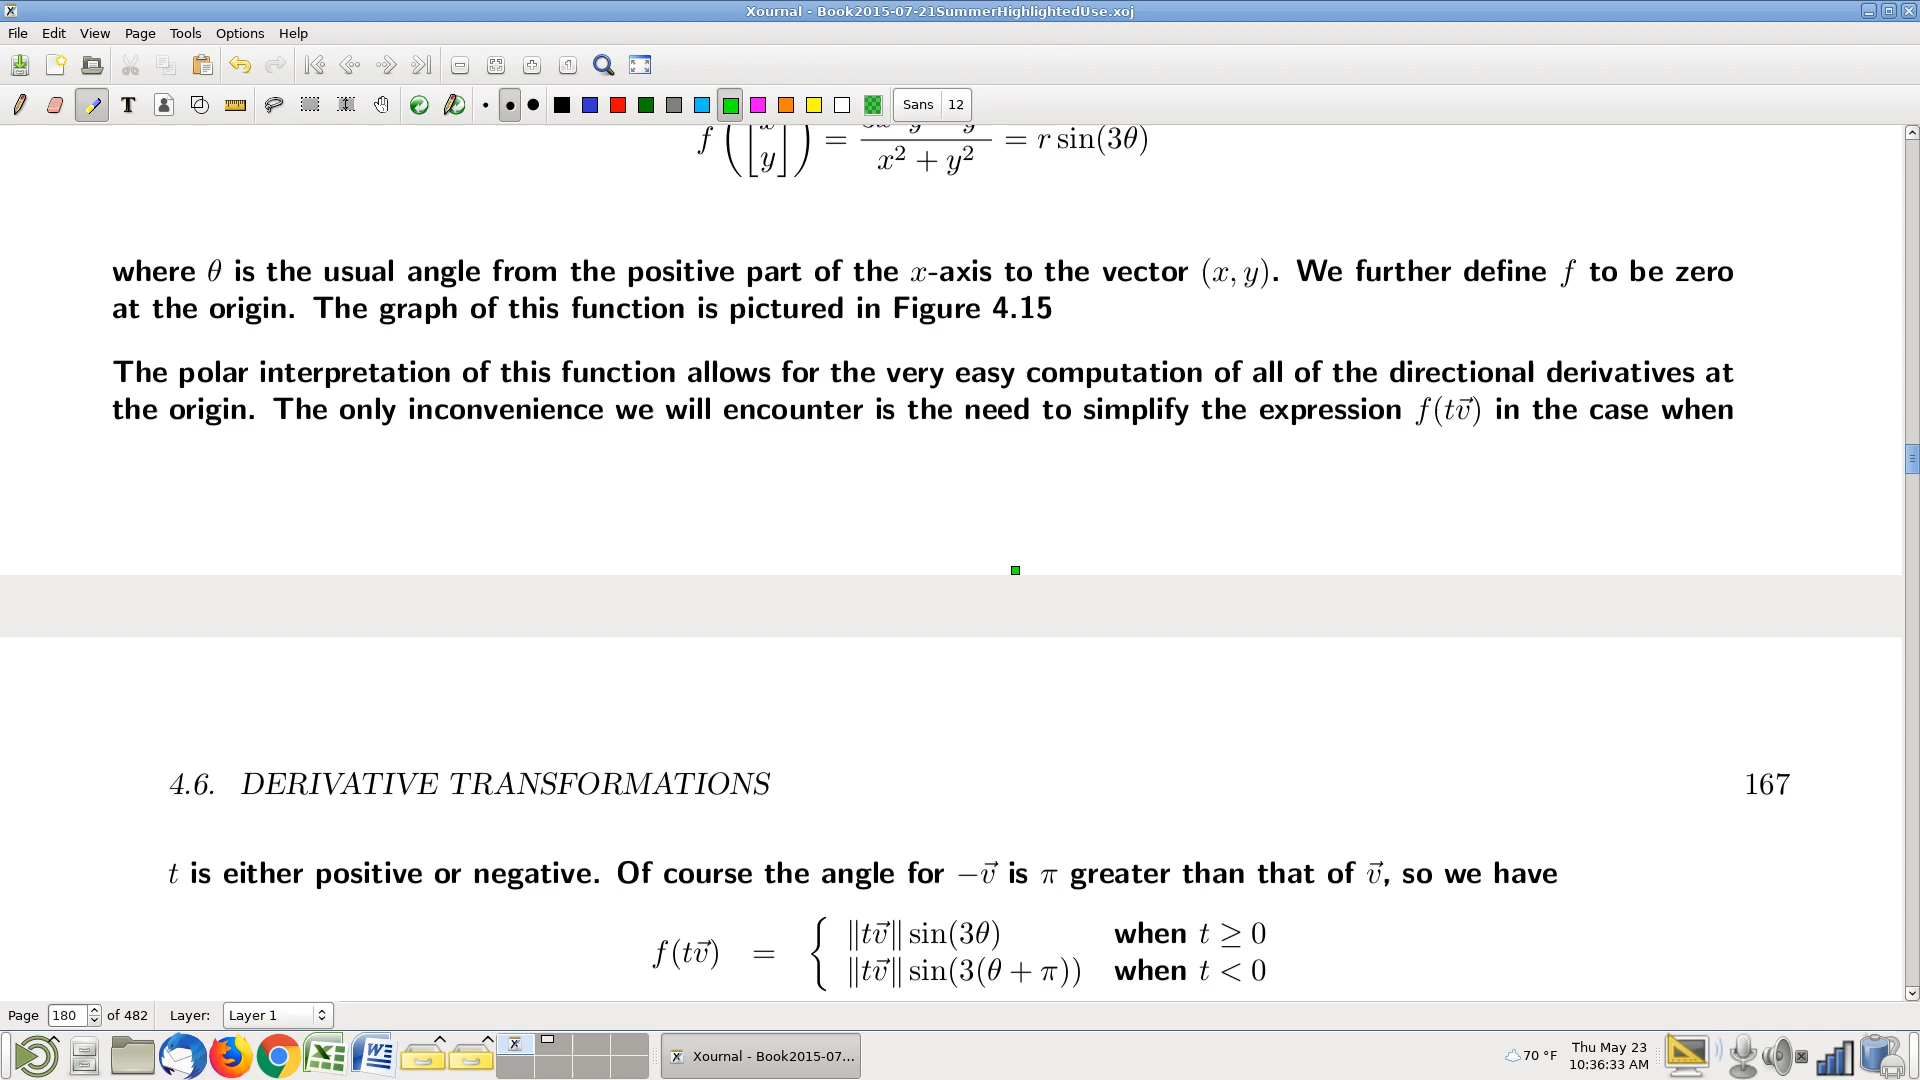 Xournal - Book2015-07-21SummerHighlightedUse.xoj
File Edit View Page Tools Options Help
Sans 12
f([x y]) = / x² + y² = r sin(3θ)
where θ is the usual angle from the positive part of the x-axis to the vector (x, y). We further define f to be zero
at the origin. The graph of this function is pictured in Figure 4.15
The polar interpretation of this function allows for the very easy computation of all of the directional derivatives at
the origin. The only inconvenience we will encounter is the need to simplify the expression f(tv⃗) in the case when
4.6. DERIVATIVE TRANSFORMATIONS 167
t is either positive or negative. Of course the angle for −v⃗ is π greater than that of v⃗, so we have
f(tv⃗) = { ‖tv⃗‖ sin(3θ) when t ≥ 0
‖tv⃗‖ sin(3(θ + π)) when t < 0
Page 180 of 482 Layer: Layer 1
Xournal - Book2015-07...
70 °F
Thu May 23
10:36:33 AM